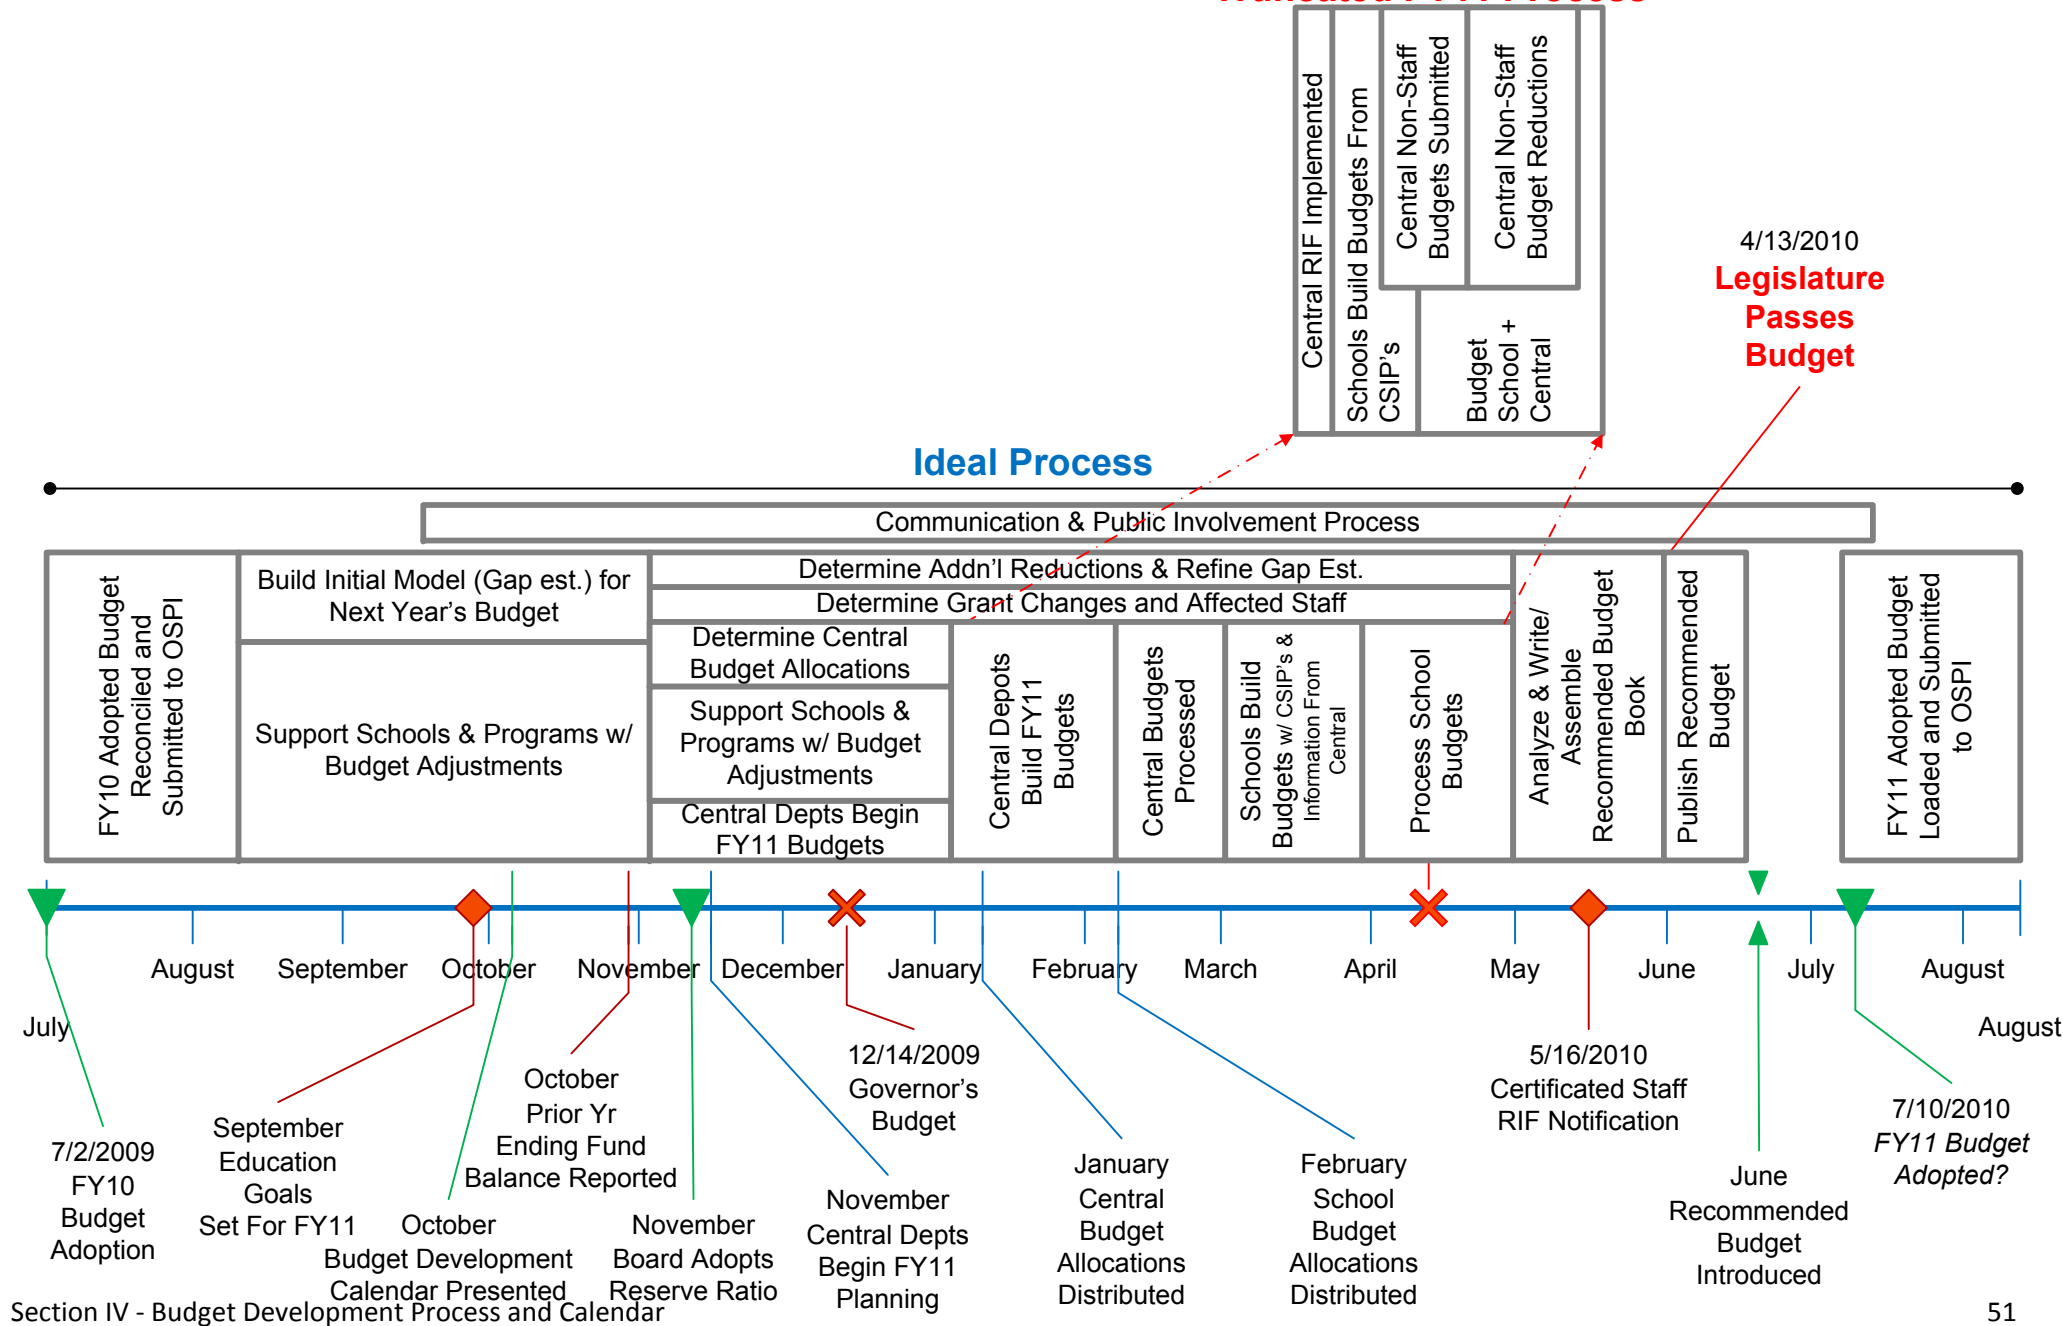 Truncated FY11 Process
Central RIF Implemented
Schools Build Budgets From
CSIP's
Central Non-Staff
Budgets Submitted
Central Non-Staff
Budget Reductions
Budget
School +
Central
4/13/2010
Legislature
Passes
Budget
Ideal Process
Communication & Public Involvement Process
FY10 Adopted Budget
Reconciled and
Submitted to OSPI
Build Initial Model (Gap est.) for
Next Year's Budget
Support Schools & Programs w/
Budget Adjustments
Determine Addn'l Reductions & Refine Gap Est.
Determine Grant Changes and Affected Staff
Determine Central
Budget Allocations
Support Schools &
Programs w/ Budget
Adjustments
Central Depts Begin
FY11 Budgets
Central Depots
Build FY11
Budgets
Central Budgets
Processed
Schools Build
Budgets w/ CSIP's &
Information From
Central
Process School
Budgets
Analyze & Write/
Assemble
Recommended Budget
Book
Publish Recommended
Budget
FY11 Adopted Budget
Loaded and Submitted
to OSPI
July
August
September
October
November
December
January
February
March
April
May
June
July
August
August
7/2/2009
FY10
Budget
Adoption
September
Education
Goals
Set For FY11
October
Budget Development
Calendar Presented
October
Prior Yr
Ending Fund
Balance Reported
November
Board Adopts
Reserve Ratio
12/14/2009
Governor's
Budget
November
Central Depts
Begin FY11
Planning
January
Central
Budget
Allocations
Distributed
February
School
Budget
Allocations
Distributed
5/16/2010
Certificated Staff
RIF Notification
June
Recommended
Budget
Introduced
7/10/2010
FY11 Budget
Adopted?
Section IV - Budget Development Process and Calendar
51